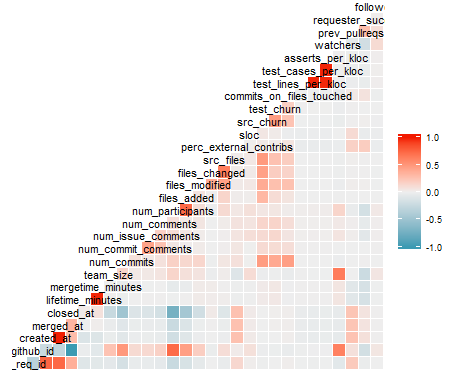 follow
requester_suc
prev_pullreqs
watchers
asserts_per_kloc
test_cases_per_kloc
test_lines_per_kloc
commits_on_files_touched
test_churn
src_churn
sloc
perc_external_contribs
src_files
files_changed
files_modified
files_added
num_participants
num_comments
num_issue_comments
num_commit_comments
num_commits
team_size
mergetime_minutes
lifetime_minutes
closed_at
merged_at
created_at
github_id
_req_id
1.0
0.5
0.0
-0.5
-1.0